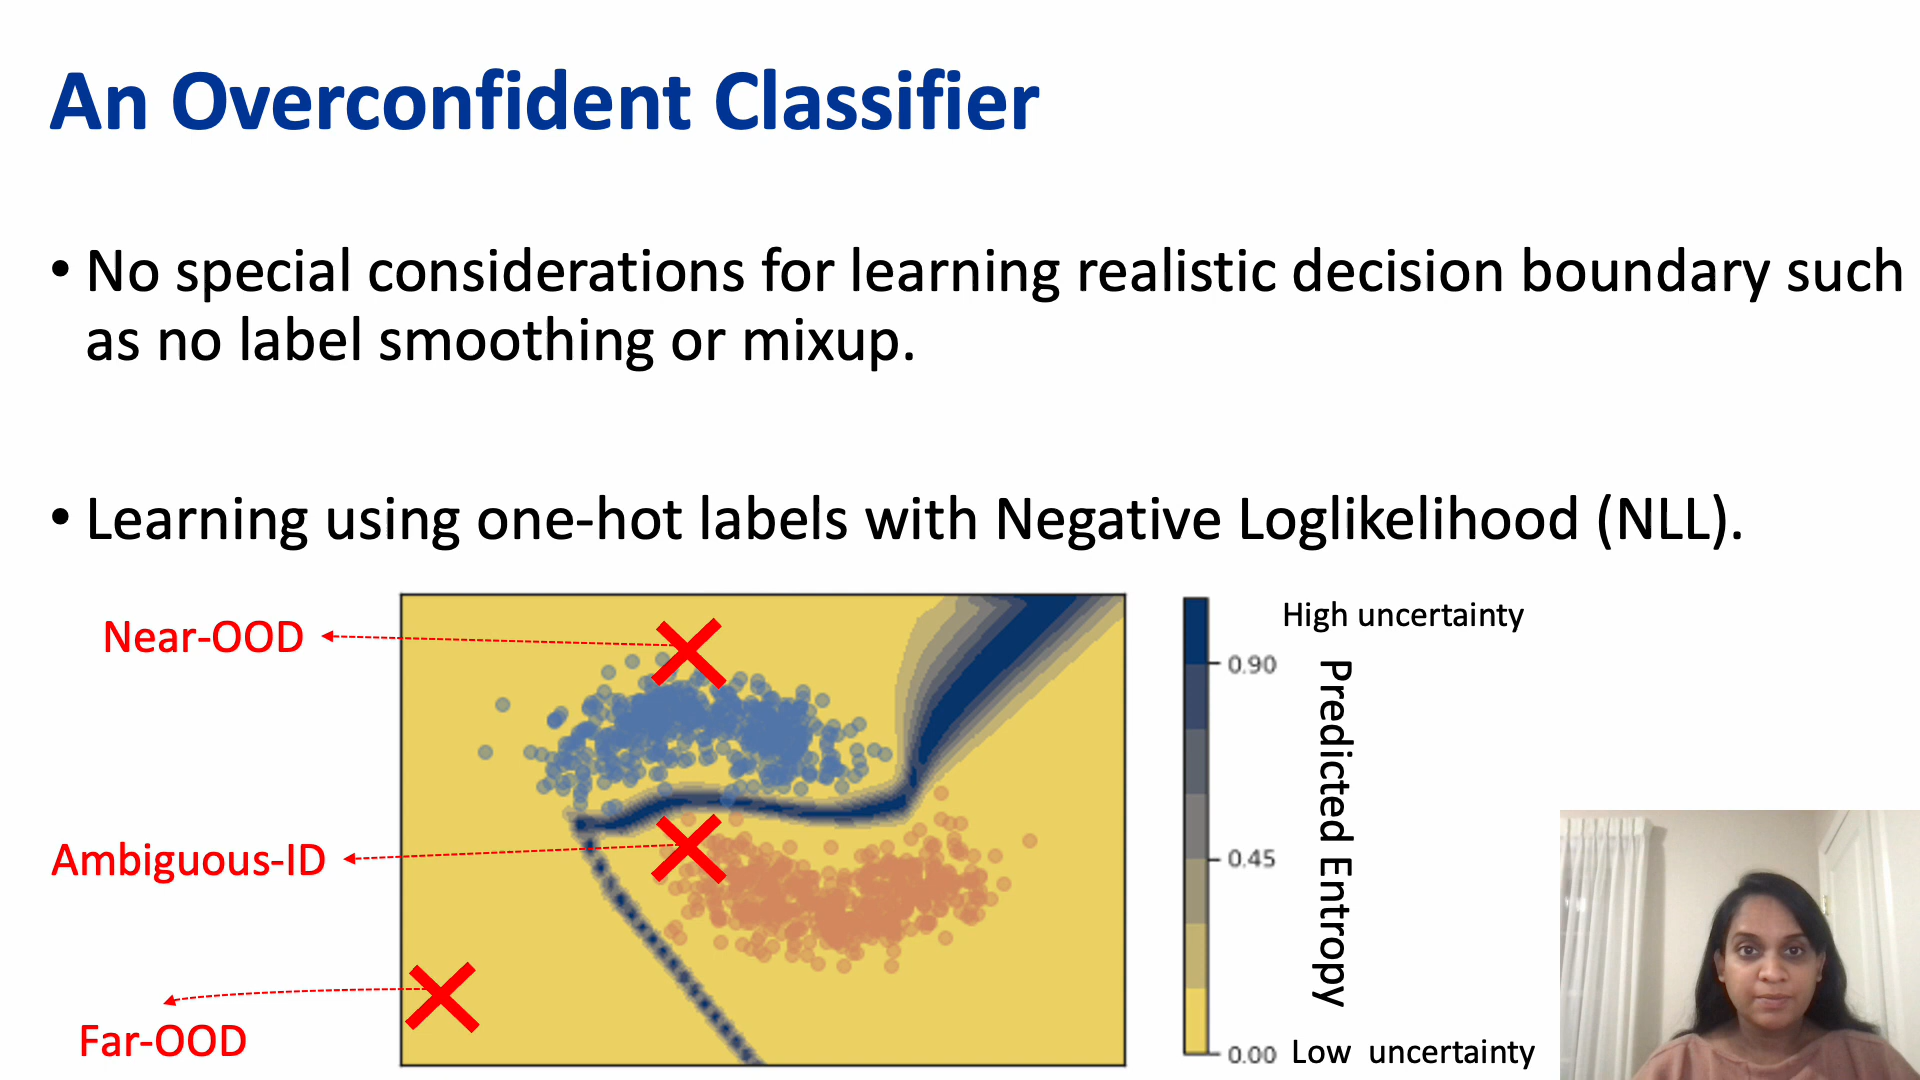 An Overconfident Classifier
• No special considerations for learning realistic decision boundary such
as no label smoothing or mixup.
• Learning using one-hot labels with Negative Loglikelihood (NLL).
Near-OOD
Ambiguous-ID
Far-OOD
High uncertainty
0.90
0.45
0.00
Predicted Entropy
Low uncertainty